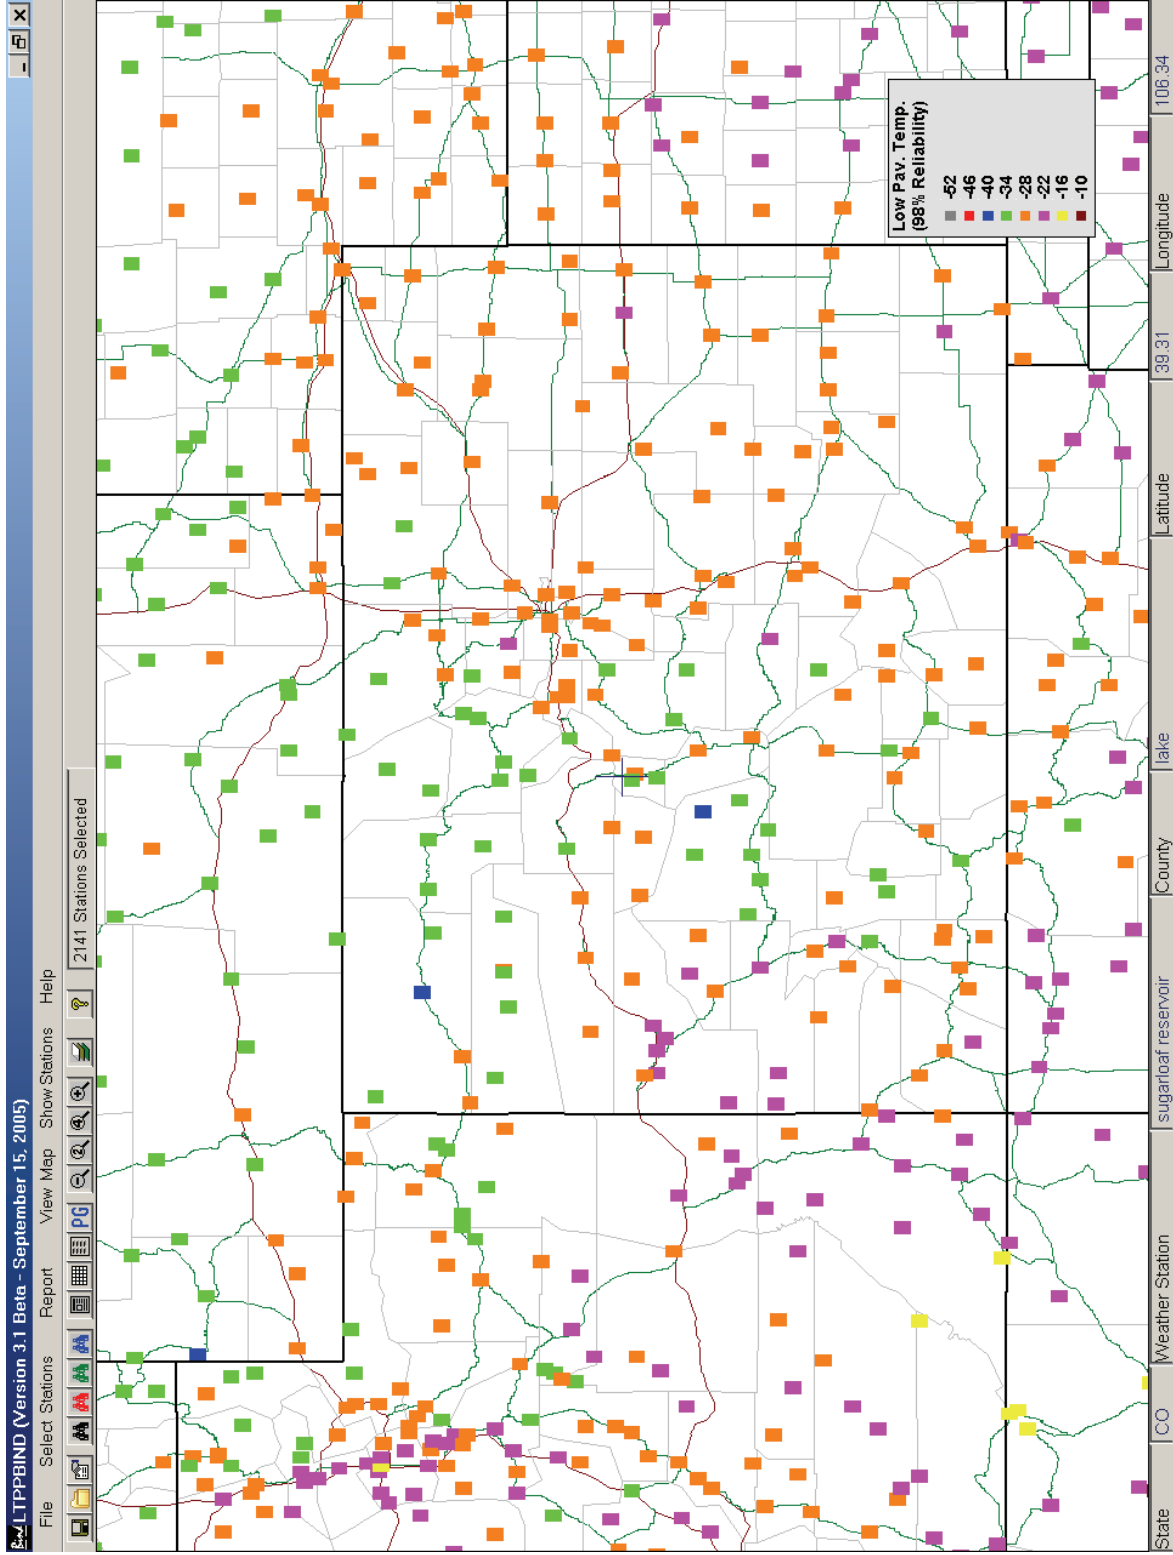 LTPPBIND (Version 3.1 Beta - September 15, 2005)
File Select Stations Report View Map Show Stations Help
PG 2 4 ? 2141 Stations Selected
Low Pav. Temp.
(98% Reliability)
-52
-46
-40
-34
-28
-22
-16
-10
State CO Weather Station sugarloaf reservoir County lake Latitude 39.31 Longitude 106.34